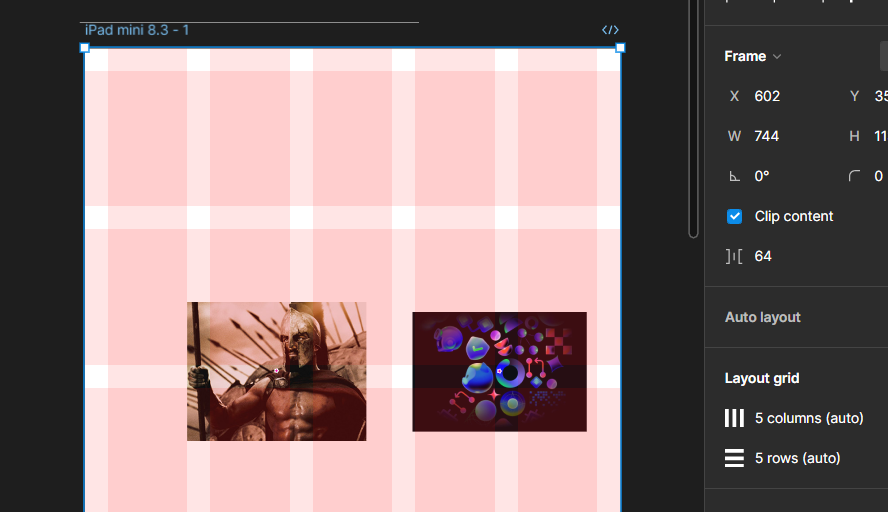 iPad mini 8.3 - 1
</>
Frame
X 602
Y 35
W 744
H 11
0°
0
Clip content
64
Auto layout
Layout grid
5 columns (auto)
5 rows (auto)